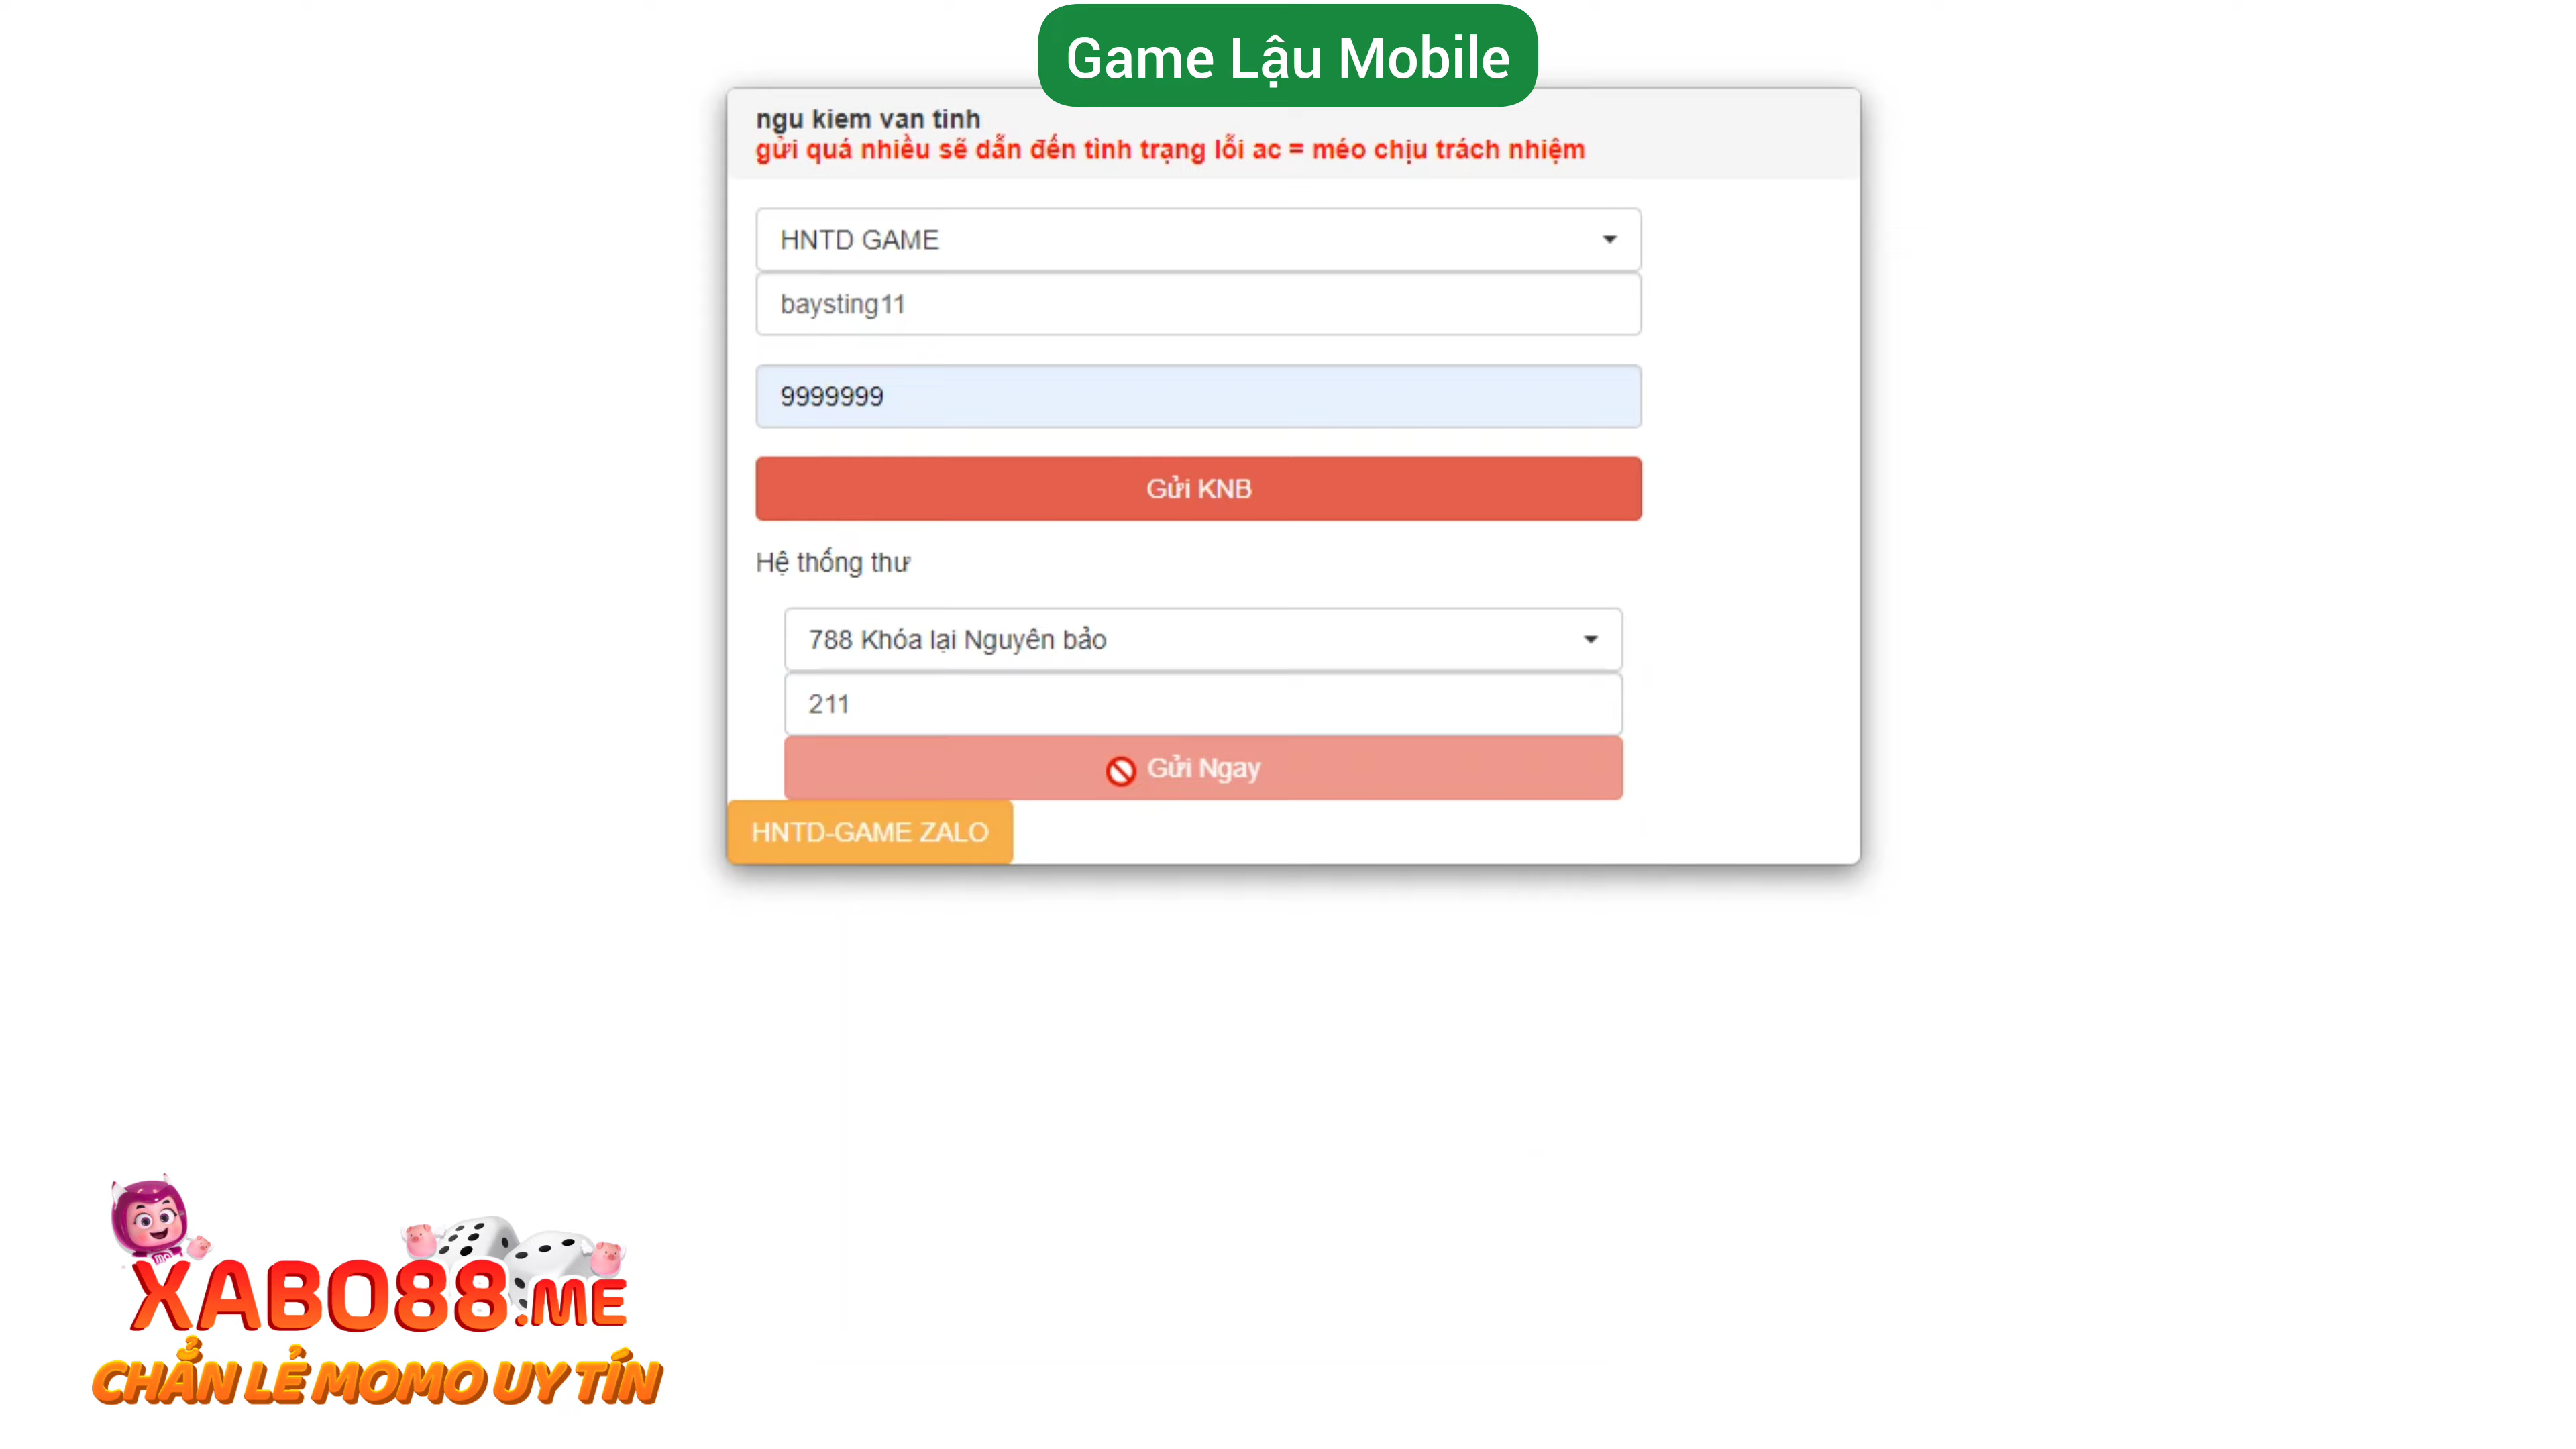 Game Lậu Mobile
ngu kiem van tinh
gửi quá nhiều sẽ dẫn đến tình trạng lỗi ac = méo chịu trách nhiệm
HNTD GAME
baysting11
9999999
Gửi KNB
Hệ thống thư
788 Khóa lại Nguyên bảo
211
Gửi Ngay
HNTD-GAME ZALO
XABO88.ME
CHẲN LẺ MOMO UY TÍN